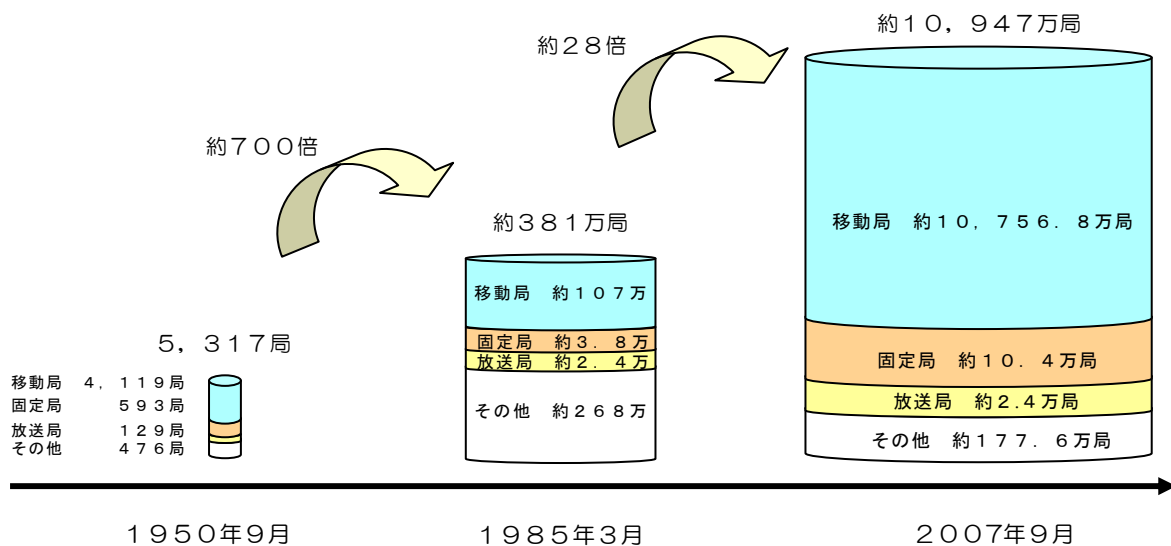 約１０，９４７万局
約２８倍
約７００倍
移動局　約１０，７５６．８万局
約３８１万局
移動局　約１０７万
５，３１７局
固定局　約３．８万
放送局　約２．４万
固定局　約１０．４万局
移動局　４，１１９局
固定局　５９３局
放送局　１２９局
その他　４７６局
その他　約２６８万
放送局　約２．４万局
その他　約１７７．６万局
１９５０年９月
１９８５年３月
２００７年９月